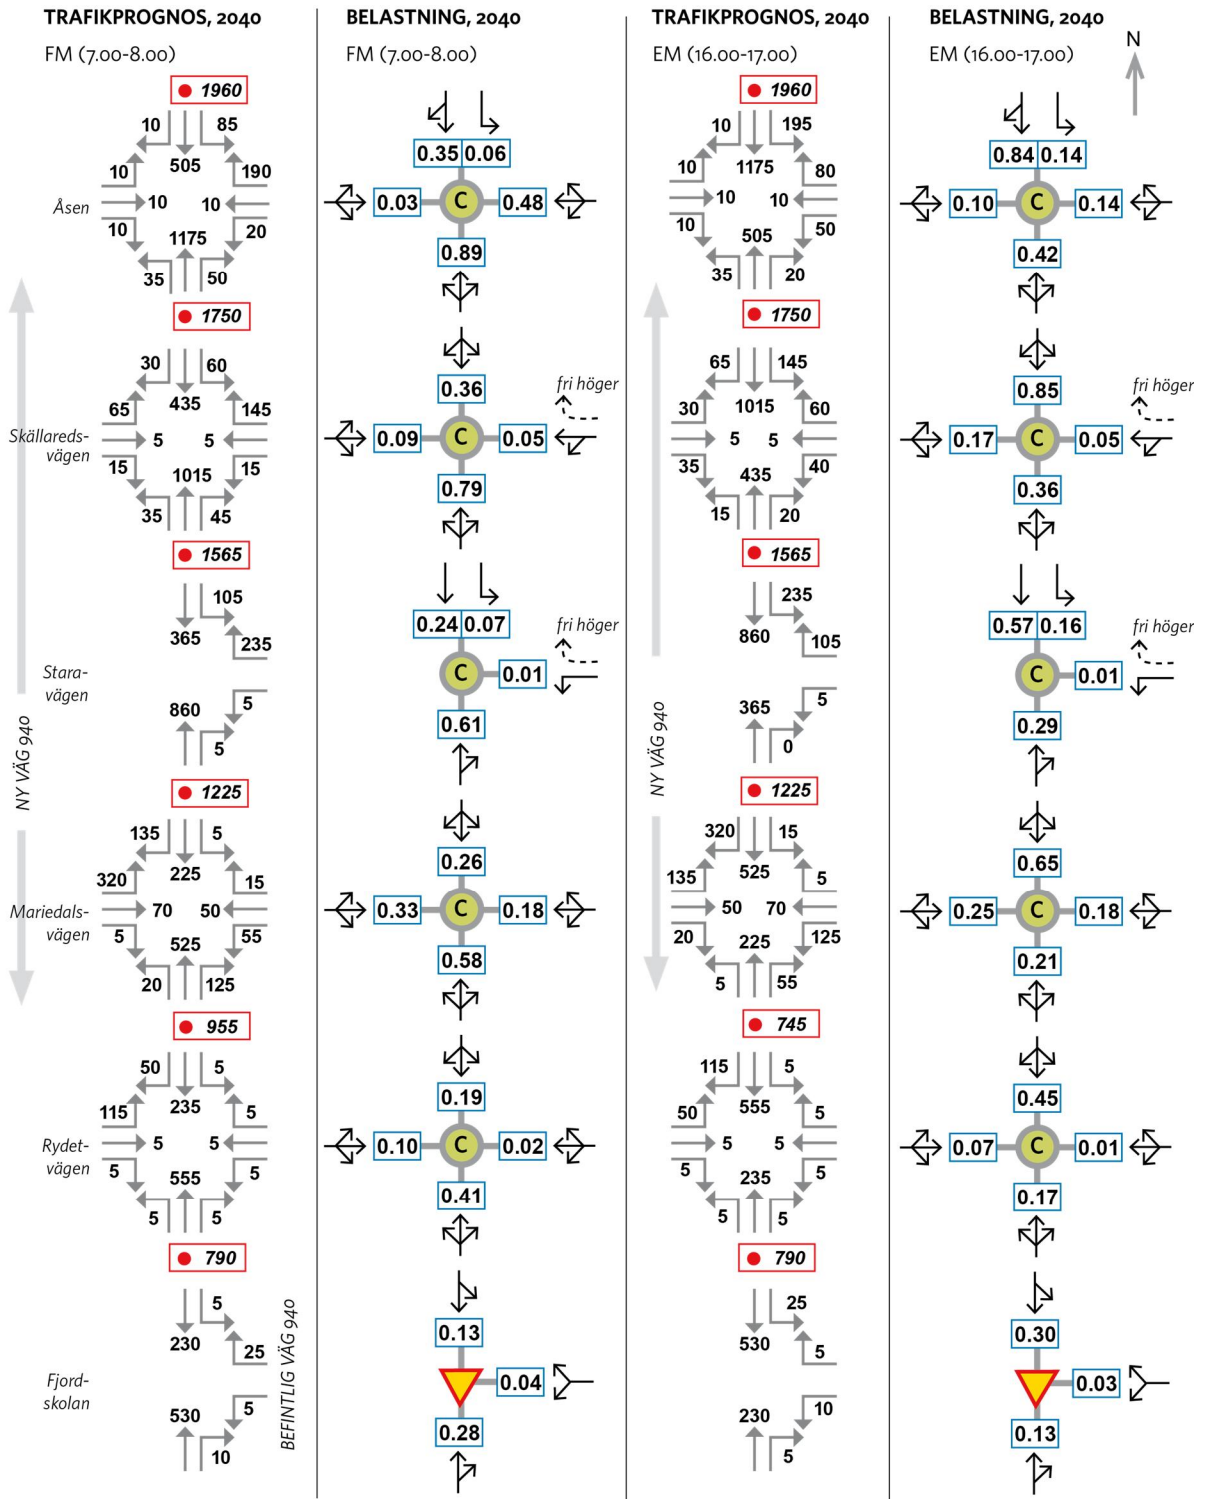 TRAFIKPROGNOS, 2040
FM (7.00-8.00)
BELASTNING, 2040
FM (7.00-8.00)
TRAFIKPROGNOS, 2040
EM (16.00-17.00)
BELASTNING, 2040
EM (16.00-17.00)
N
1960
1960
10 505 85
0.35 0.06
10 1175 195
0.84 0.14
Åsen
10 190
10 10
10 20
35 1175 50
0.03 C 0.48
0.89
10 80
10 10
10 50
35 505 20
0.10 C 0.14
0.42
1750
1750
30 435 60
0.36
65 1015 145
0.85
Skällareds-
vägen
65 145
5 5
15 15
35 1015 45
fri höger
0.09 C 0.05
0.79
30 60
5 5
35 40
15 435 20
fri höger
0.17 C 0.05
0.36
1565
1565
365 105
0.24 0.07
860 235
0.57 0.16
Stara-
vägen
235
5
860 5
fri höger
C 0.01
0.61
105
5
365 0
fri höger
C 0.01
0.29
NY VÄG 940
NY VÄG 940
1225
1225
135 225 5
0.26
320 525 15
0.65
Mariedals-
vägen
320 15
70 50
5 55
20 525 125
0.33 C 0.18
0.58
135 5
50 70
20 125
5 225 55
0.25 C 0.18
0.21
955
745
50 235 5
0.19
115 555 5
0.45
Rydet-
vägen
115 5
5 5
5 5
5 555 5
0.10 C 0.02
0.41
50 5
5 5
5 5
5 235 5
0.07 C 0.01
0.17
790
790
230 5
0.13
530 25
0.30
Fjord-
skolan
25
5
530 10
BEFINTLIG VÄG 940
0.04
0.28
5
10
230 5
0.03
0.13